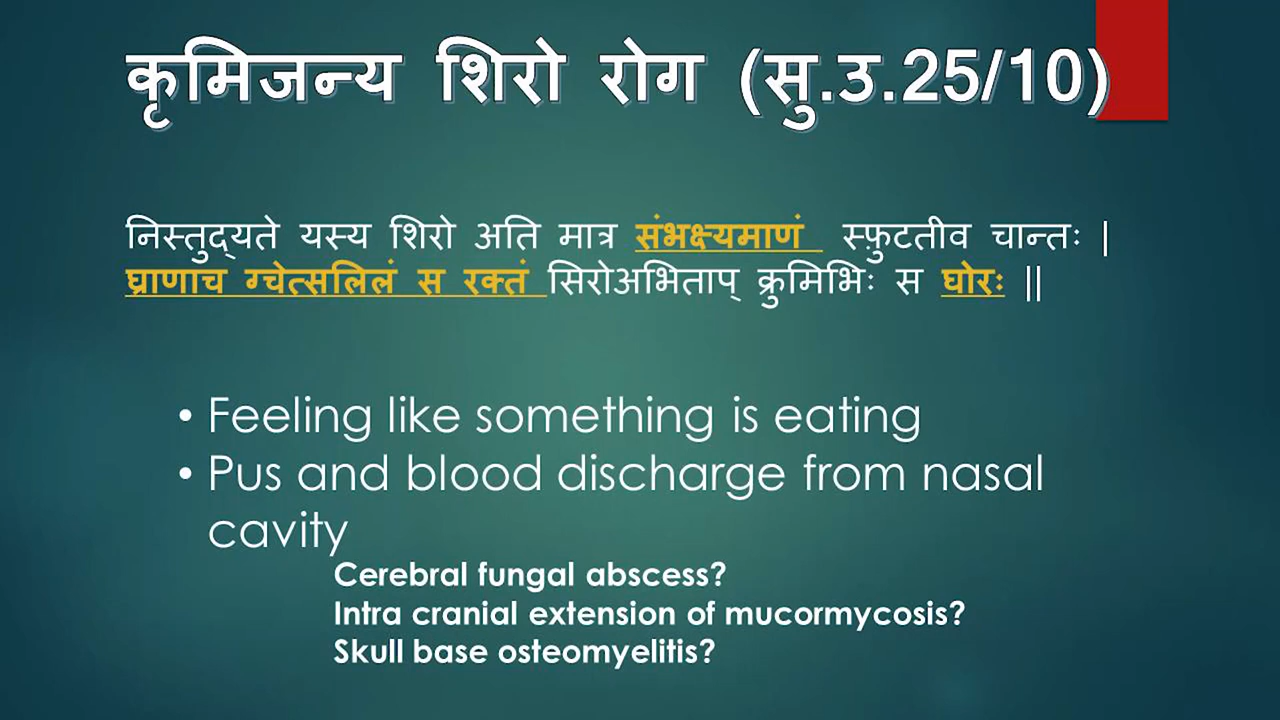 कृमिजन्य शिरो रोग (सु.उ.25/10)
निस्तुद्यते यस्य शिरो अति मात्र संभक्ष्यमाणं स्फ़ुटतीव चान्तः |
घ्राणाच ग्चेत्सलिलं स रक्तं सिरोअभिताप् क्रुमिभिः स घोरः ||
• Feeling like something is eating
• Pus and blood discharge from nasal
cavity
Cerebral fungal abscess?
Intra cranial extension of mucormycosis?
Skull base osteomyelitis?